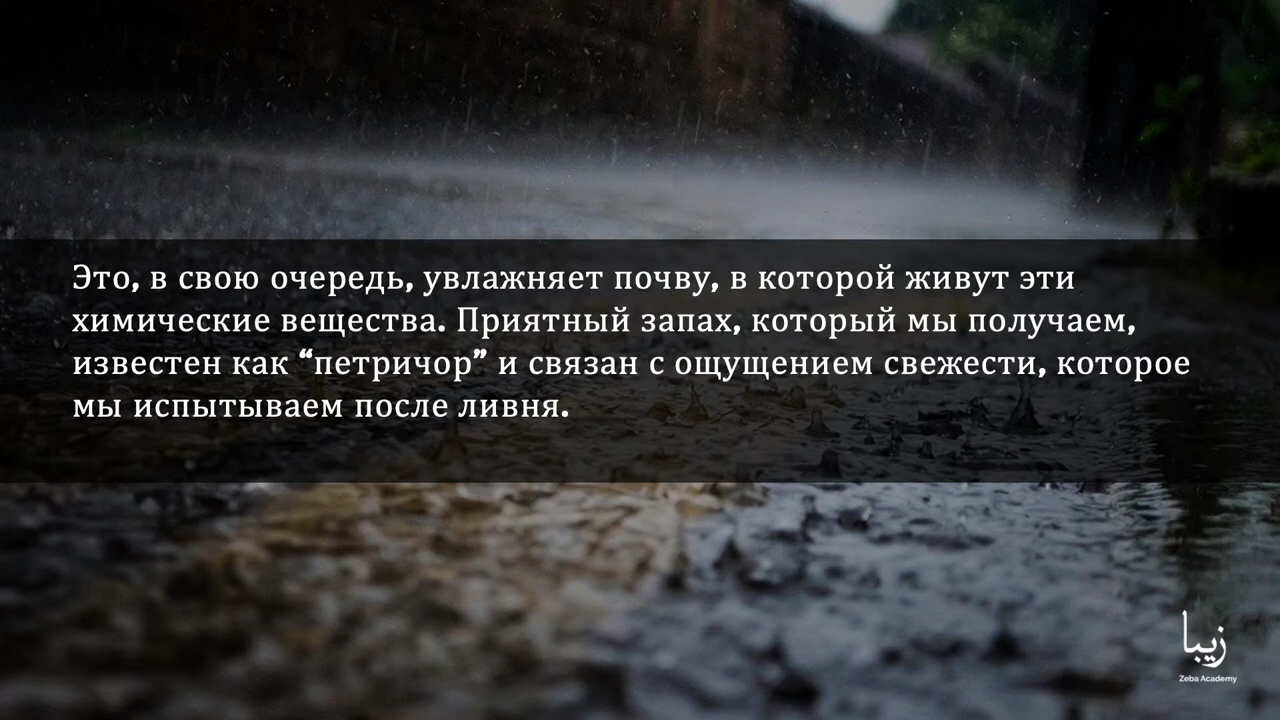 Это, в свою очередь, увлажняет почву, в которой живут эти
химические вещества. Приятный запах, который мы получаем,
известен как “петричор” и связан с ощущением свежести, которое
мы испытываем после ливня.
زیبا
Zeba Academy